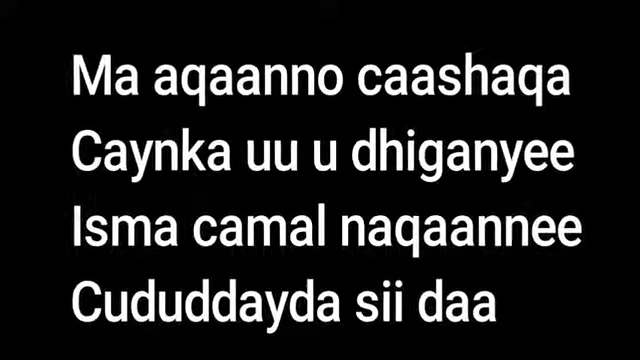 Ma aqaanno caashaqa
Caynka uu u dhiganyee
Isma camal naqaannee
Cududdayda sii daa